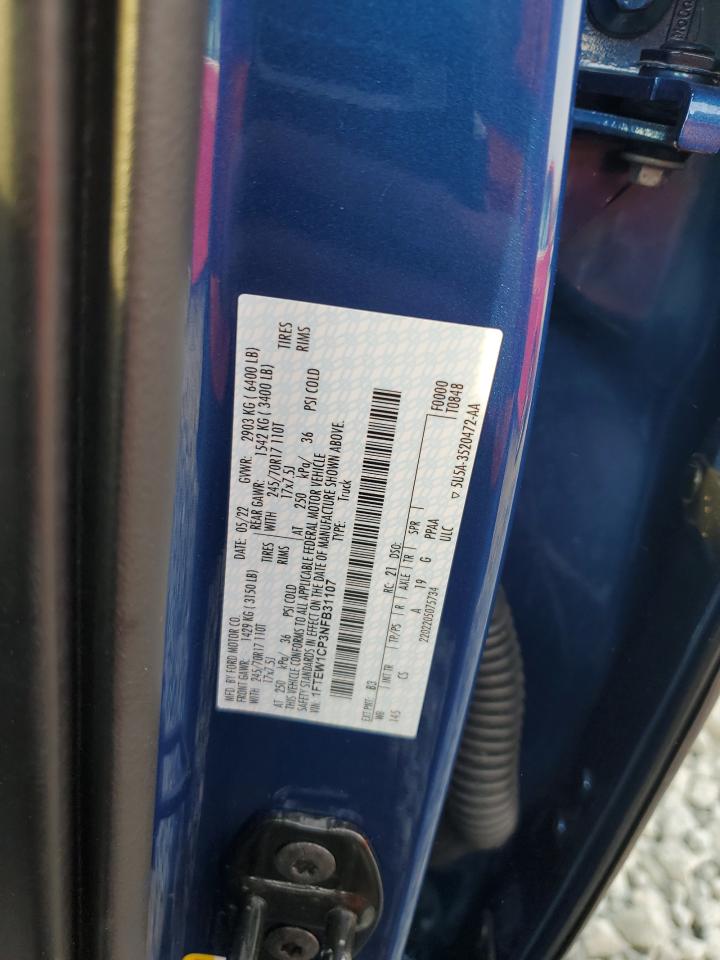 MFD. BY FORD MOTOR CO.
DATE: 05/22 GVWR: 2903 KG ( 6400 LB)
FRONT GAWR: 1429 KG ( 3150 LB) REAR GAWR: 1542 KG ( 3400 LB)
WITH 245/70R17 110T TIRES WITH 245/70R17 110T TIRES
17x7.5J RIMS 17x7.5J RIMS
AT 250 kPa/ 36 PSI COLD AT 250 kPa/ 36 PSI COLD
THIS VEHICLE CONFORMS TO ALL APPLICABLE FEDERAL MOTOR VEHICLE
SAFETY STANDARDS IN EFFECT ON THE DATE OF MANUFACTURE SHOWN ABOVE.
VIN: 1FTEW1CP3NFB31107 TYPE: Truck
EXT PNT: B3 RC: 21 DSO: F0000
WB INT TR TP/PS R AXLE TR SPR T0848
145 CS A 19 G PPAA
2202205075734 ULC
5U5A-3520472-AA